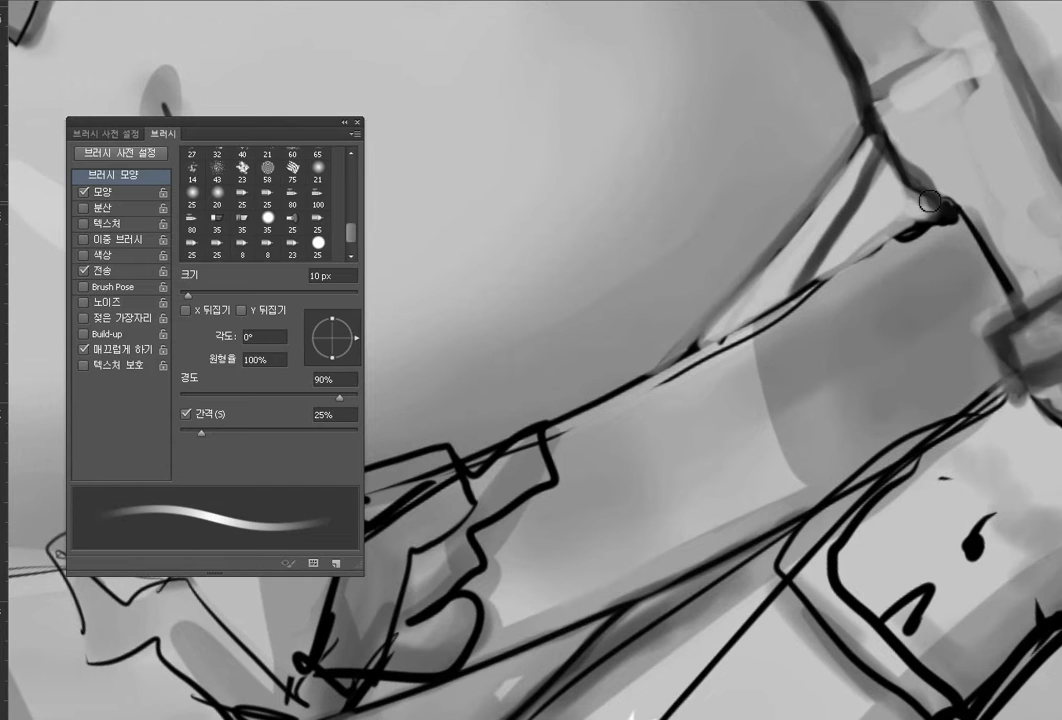 브러시 사전 설정 브러시
브러시 사전 설정
브러시 모양
모양
분산
텍스처
이중 브러시
색상
전송
Brush Pose
노이즈
젖은 가장자리
Build-up
매끄럽게 하기
텍스처 보호
27 32 40 21 60 65
14 43 23 58 75 21
25 20 25 25 80 100
80 35 35 35 25 25
25 25 8 8 23 25
크기 10 px
X 뒤집기 Y 뒤집기
각도: 0°
원형율 100%
경도 90%
간격(S) 25%